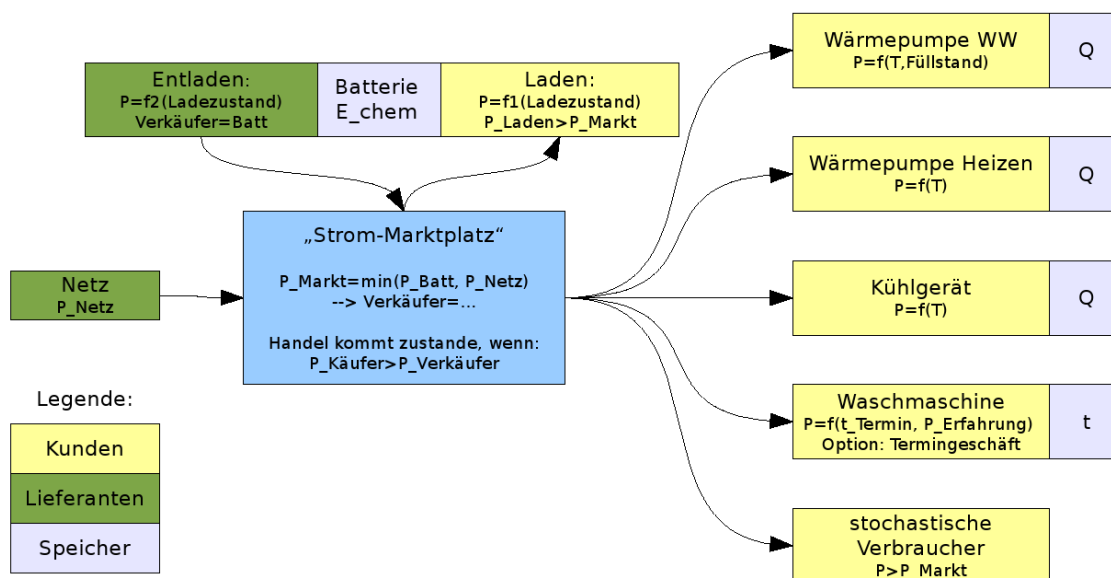 Entladen:
P=f2(Ladezustand)
Verkäufer=Batt
Batterie
E_chem
Laden:
P=f1(Ladezustand)
P_Laden>P_Markt
„Strom-Marktplatz“
P_Markt=min(P_Batt, P_Netz)
--> Verkäufer=...
Handel kommt zustande, wenn:
P_Käufer>P_Verkäufer
Netz
P_Netz
Legende:
Kunden
Lieferanten
Speicher
Wärmepumpe WW
P=f(T,Füllstand)
Q
Wärmepumpe Heizen
P=f(T)
Q
Kühlgerät
P=f(T)
Q
Waschmaschine
P=f(t_Termin, P_Erfahrung)
Option: Termingeschäft
t
stochastische
Verbraucher
P>P_Markt